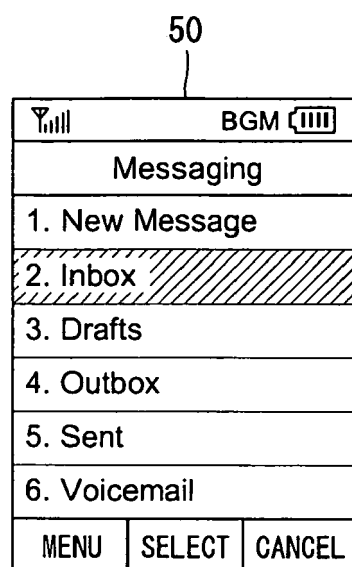 50
BGM
Messaging
1. New Message
2. Inbox
3. Drafts
4. Outbox
5. Sent
6. Voicemail
MENU SELECT CANCEL